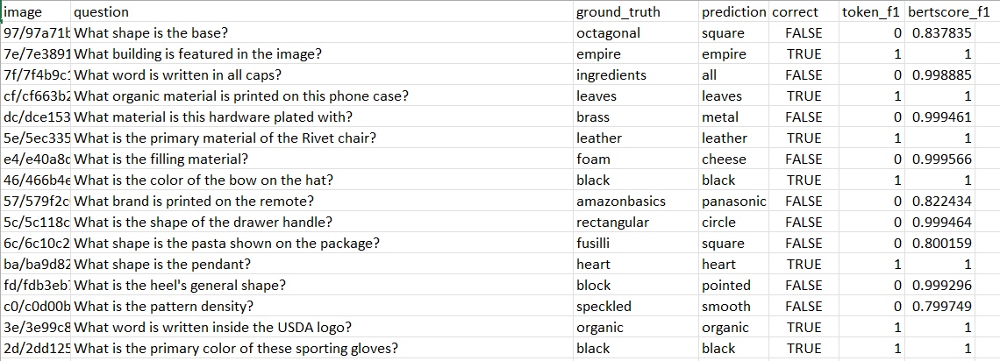 image question ground_truth prediction correct token_f1 bertscore_f1
97/97a71b What shape is the base? octagonal square FALSE 0 0.837835
7e/7e3891 What building is featured in the image? empire empire TRUE 1 1
7f/7f4b9c1 What word is written in all caps? ingredients all FALSE 0 0.998885
cf/cf663b2 What organic material is printed on this phone case? leaves leaves TRUE 1 1
dc/dce153 What material is this hardware plated with? brass metal FALSE 0 0.999461
5e/5ec335 What is the primary material of the Rivet chair? leather leather TRUE 1 1
e4/e40a8c What is the filling material? foam cheese FALSE 0 0.999566
46/466b4e What is the color of the bow on the hat? black black TRUE 1 1
57/579f2c What brand is printed on the remote? amazonbasics panasonic FALSE 0 0.822434
5c/5c118c What is the shape of the drawer handle? rectangular circle FALSE 0 0.999464
6c/6c10c2 What shape is the pasta shown on the package? fusilli square FALSE 0 0.800159
ba/ba9d82 What shape is the pendant? heart heart TRUE 1 1
fd/fdb3eb What is the heel's general shape? block pointed FALSE 0 0.999296
c0/c0d00b What is the pattern density? speckled smooth FALSE 0 0.799749
3e/3e99c8 What word is written inside the USDA logo? organic organic TRUE 1 1
2d/2dd125 What is the primary color of these sporting gloves? black black TRUE 1 1